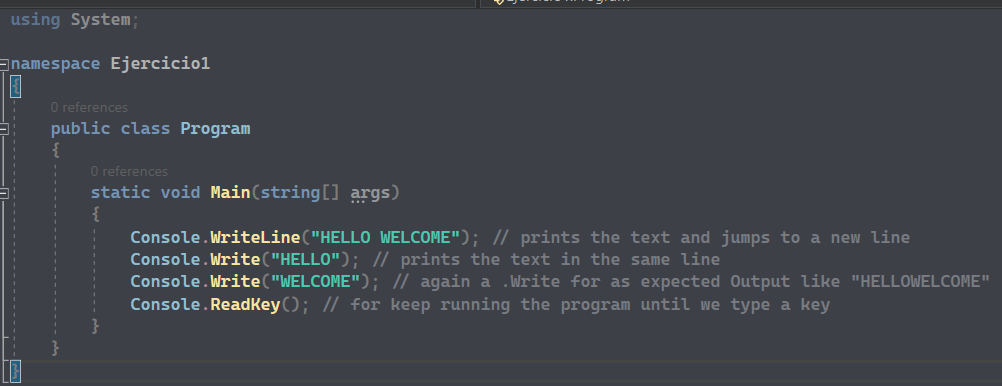 using System;
namespace Ejercicio1
{
0 references
public class Program
{
0 references
static void Main(string[] args)
{
Console.WriteLine("HELLO WELCOME"); // prints the text and jumps to a new line
Console.Write("HELLO"); // prints the text in the same line
Console.Write("WELCOME"); // again a .Write for as expected Output like "HELLOWELCOME"
Console.ReadKey(); // for keep running the program until we type a key
}
}
}